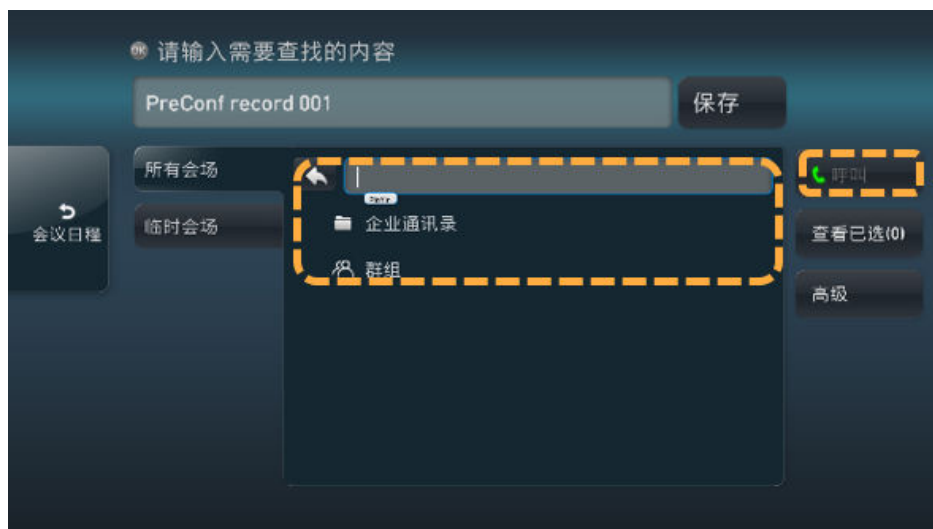 OK 请输入需要查找的内容
PreConf record 001
保存
所有会场
呼叫
会议日程
临时会场
企业通讯录
查看已选(0)
群组
高级